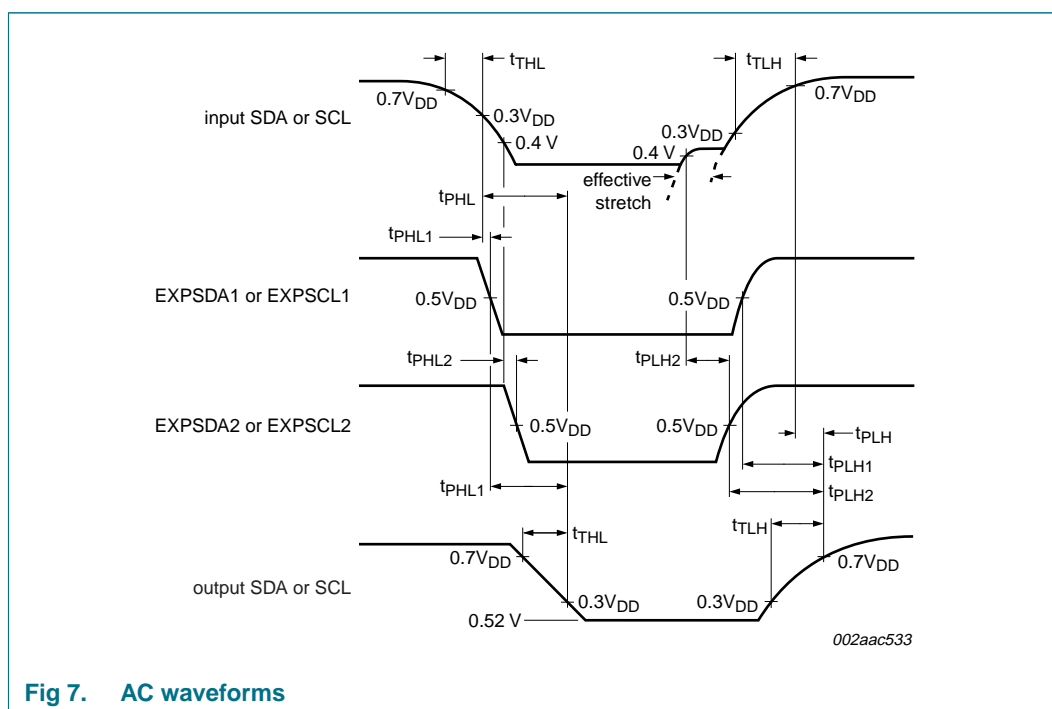 tTHL
tTLH
0.7VDD
0.7VDD
input SDA or SCL
0.3VDD
0.3VDD
0.4 V
0.4 V
effective
stretch
tPHL
tPHL1
EXPSDA1 or EXPSCL1
0.5VDD
0.5VDD
tPHL2
tPLH2
EXPSDA2 or EXPSCL2
0.5VDD
0.5VDD
tPLH
tPLH1
tPHL1
tPLH2
tTHL
tTLH
0.7VDD
0.7VDD
output SDA or SCL
0.3VDD
0.3VDD
0.52 V
002aac533
Fig 7. AC waveforms